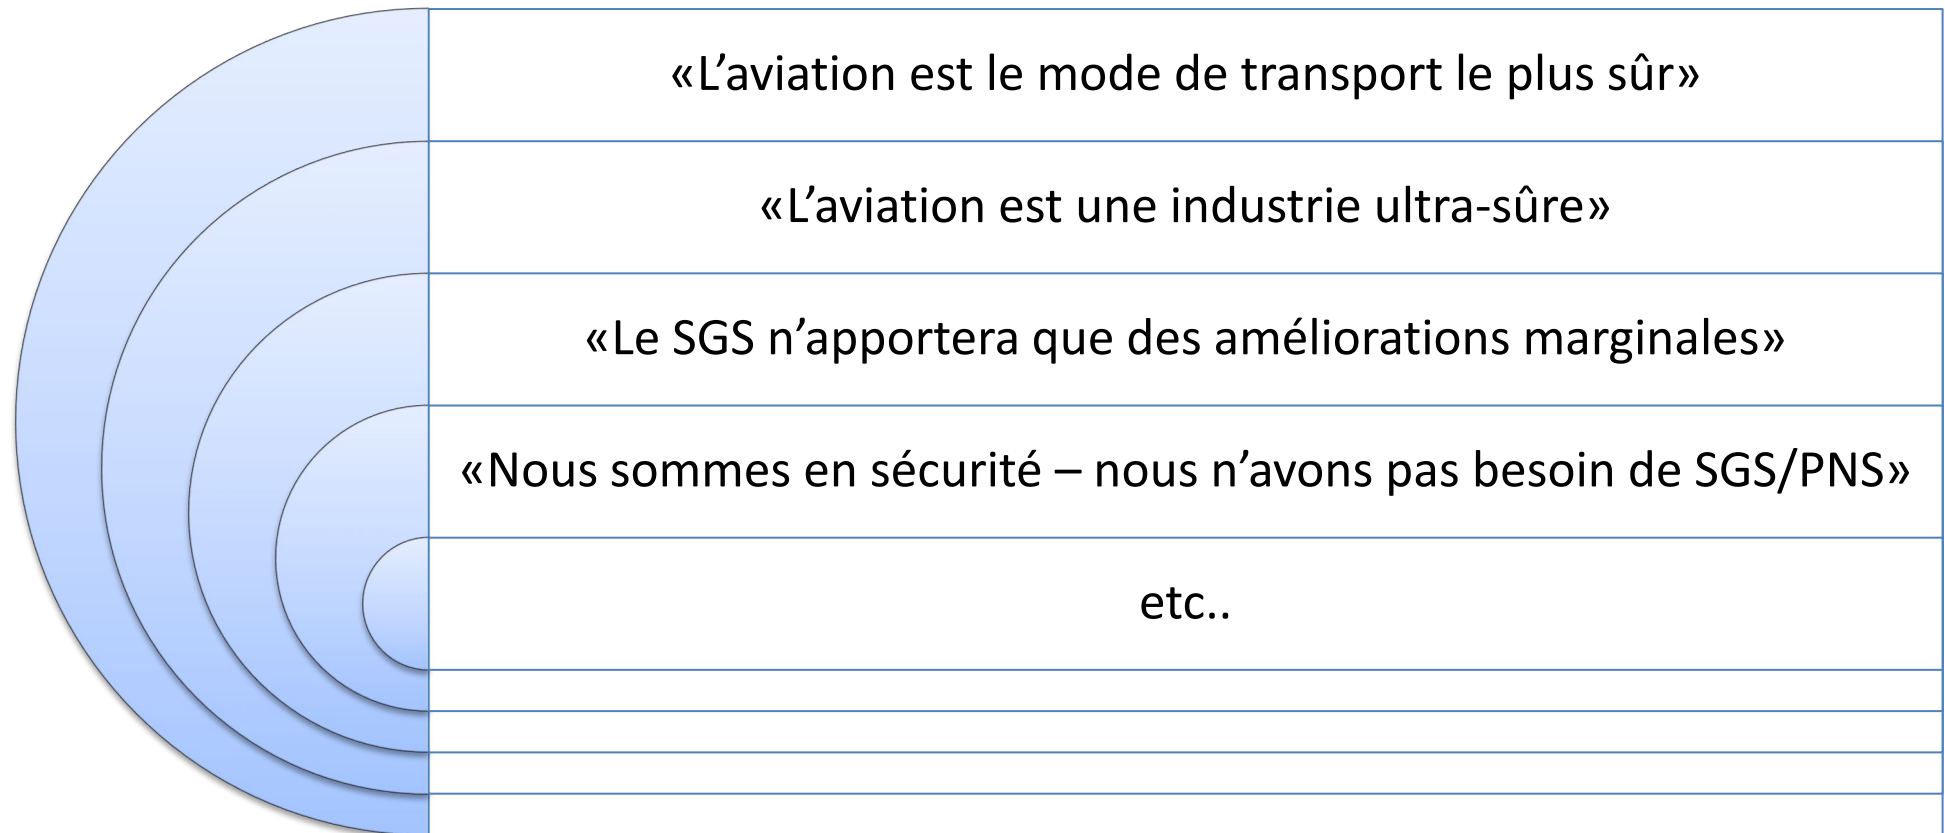 «L’aviation est le mode de transport le plus sûr»
«L’aviation est une industrie ultra-sûre»
«Le SGS n’apportera que des améliorations marginales»
«Nous sommes en sécurité – nous n’avons pas besoin de SGS/PNS»
etc..